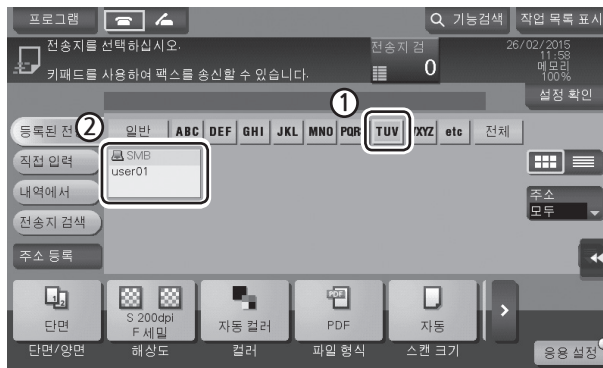 프로그램
기능검색
작업 목록 표시
전송지를 선택하십시오.
키패드를 사용하여 팩스를 송신할 수 있습니다.
전송지 검
0
26/02/2015
11:58
메모리
100%
설정 확인
①
②
등록된 전
일반
ABC
DEF
GHI
JKL
MNO
PQR
TUV
etc
전체
직접 입력
SMB
user01
내역에서
주소
모두
전송지 검색
주소 등록
단면
S 200dpi
F 세밀
자동 컬러
PDF
자동
단면/양면
해상도
컬러
파일 형식
스캔 크기
응용 설정